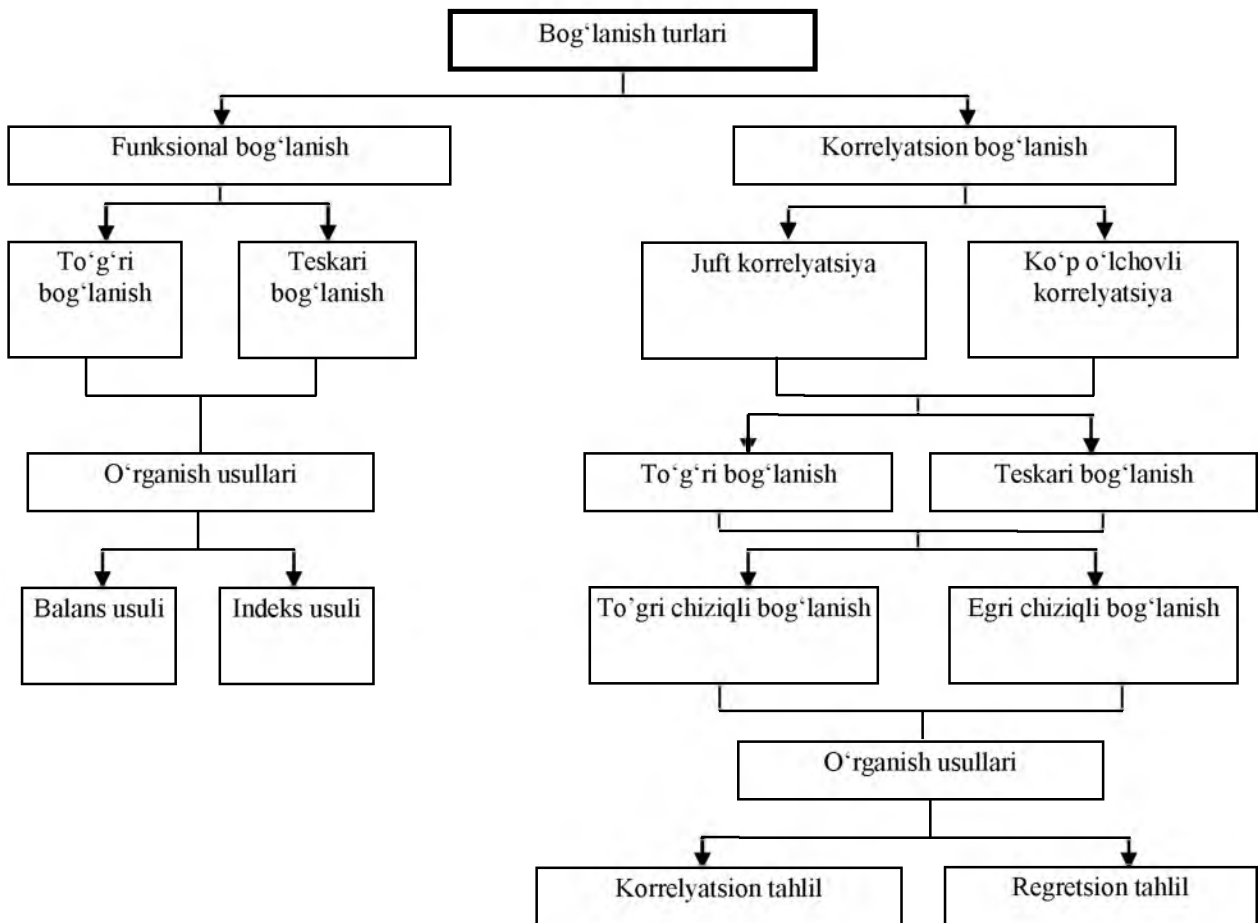 Bog‘lanish turlari
Funksional bog‘lanish
Korrelyatsion bog‘lanish
To‘g‘ri
bog‘lanish
Teskari
bog‘lanish
Juft korrelyatsiya
Ko‘p o‘lchovli
korrelyatsiya
O‘rganish usullari
To‘g‘ri bog‘lanish
Teskari bog‘lanish
Balans usuli
Indeks usuli
To’gri chiziqli bog‘lanish
Egri chiziqli bog‘lanish
O‘rganish usullari
Korrelyatsion tahlil
Regretsion tahlil